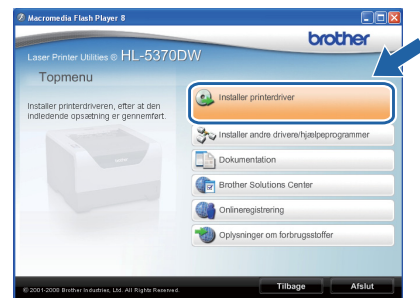 Macromedia Flash Player 8
brother
Laser Printer Utilities ® HL-5370DW
Topmenu
Installer printerdriveren, efter at den
indledende opsætning er gennemført.
Installer printerdriver
Installer andre drivere/hjælpeprogrammer
Dokumentation
Brother Solutions Center
Onlineregistrering
Oplysninger om forbrugsstoffer
© 2001-2008 Brother Industries, Ltd. All Rights Reserved.
Tilbage
Afslut